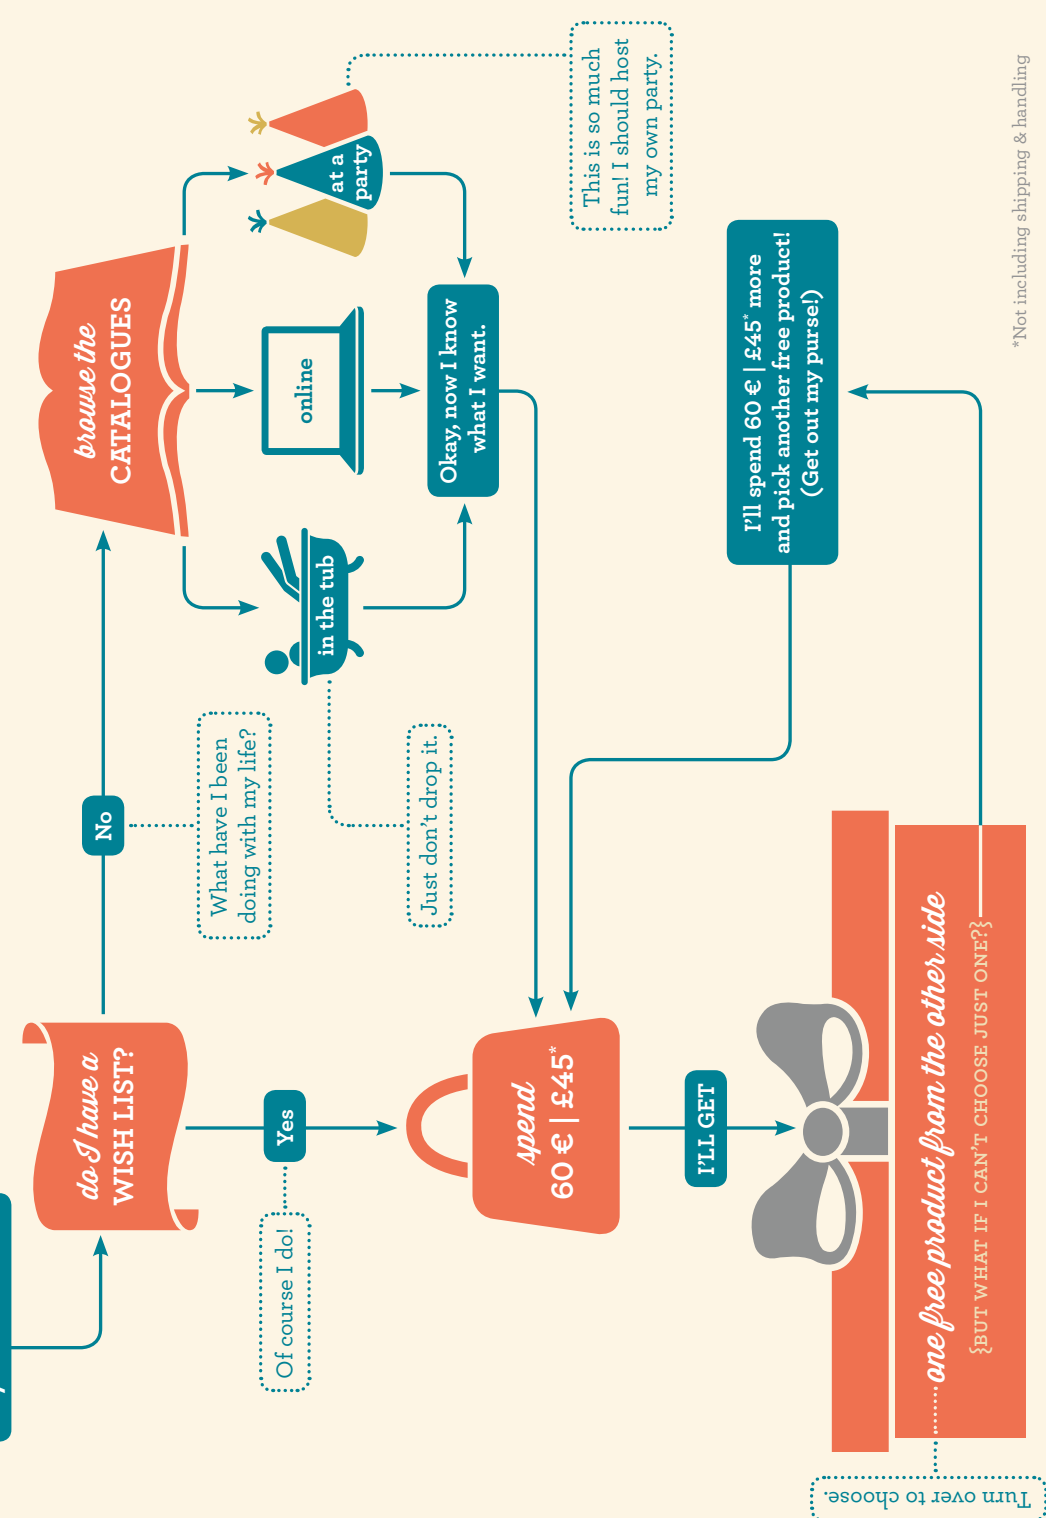 do I have a
WISH LIST?
No
What have I been
doing with my life?
browse the
CATALOGUES
in the tub
Just don't drop it.
online
at a
party
This is so much
fun! I should host
my own party.
Okay, now I know
what I want.
Yes
Of course I do!
spend
60 € | £45*
I'LL GET
one free product from the other side
{BUT WHAT IF I CAN'T CHOOSE JUST ONE?}
Turn over to choose.
I'll spend 60 € | £45* more
and pick another free product!
(Get out my purse!)
*Not including shipping & handling